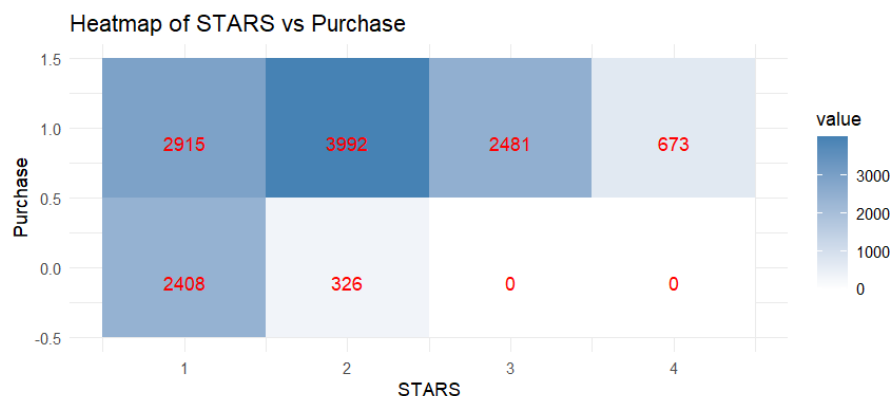 Heatmap of STARS vs Purchase
1.5
value
1.0
2915 3992 2481 673
3000
2000
0.5
1000
Purchase
0.0
2408 326 0 0
0
-0.5
1 2 3 4
STARS